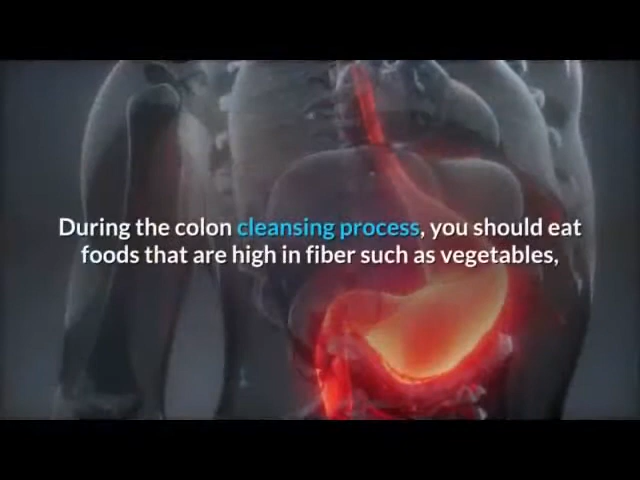 During the colon cleansing process, you should eat
foods that are high in fiber such as vegetables,